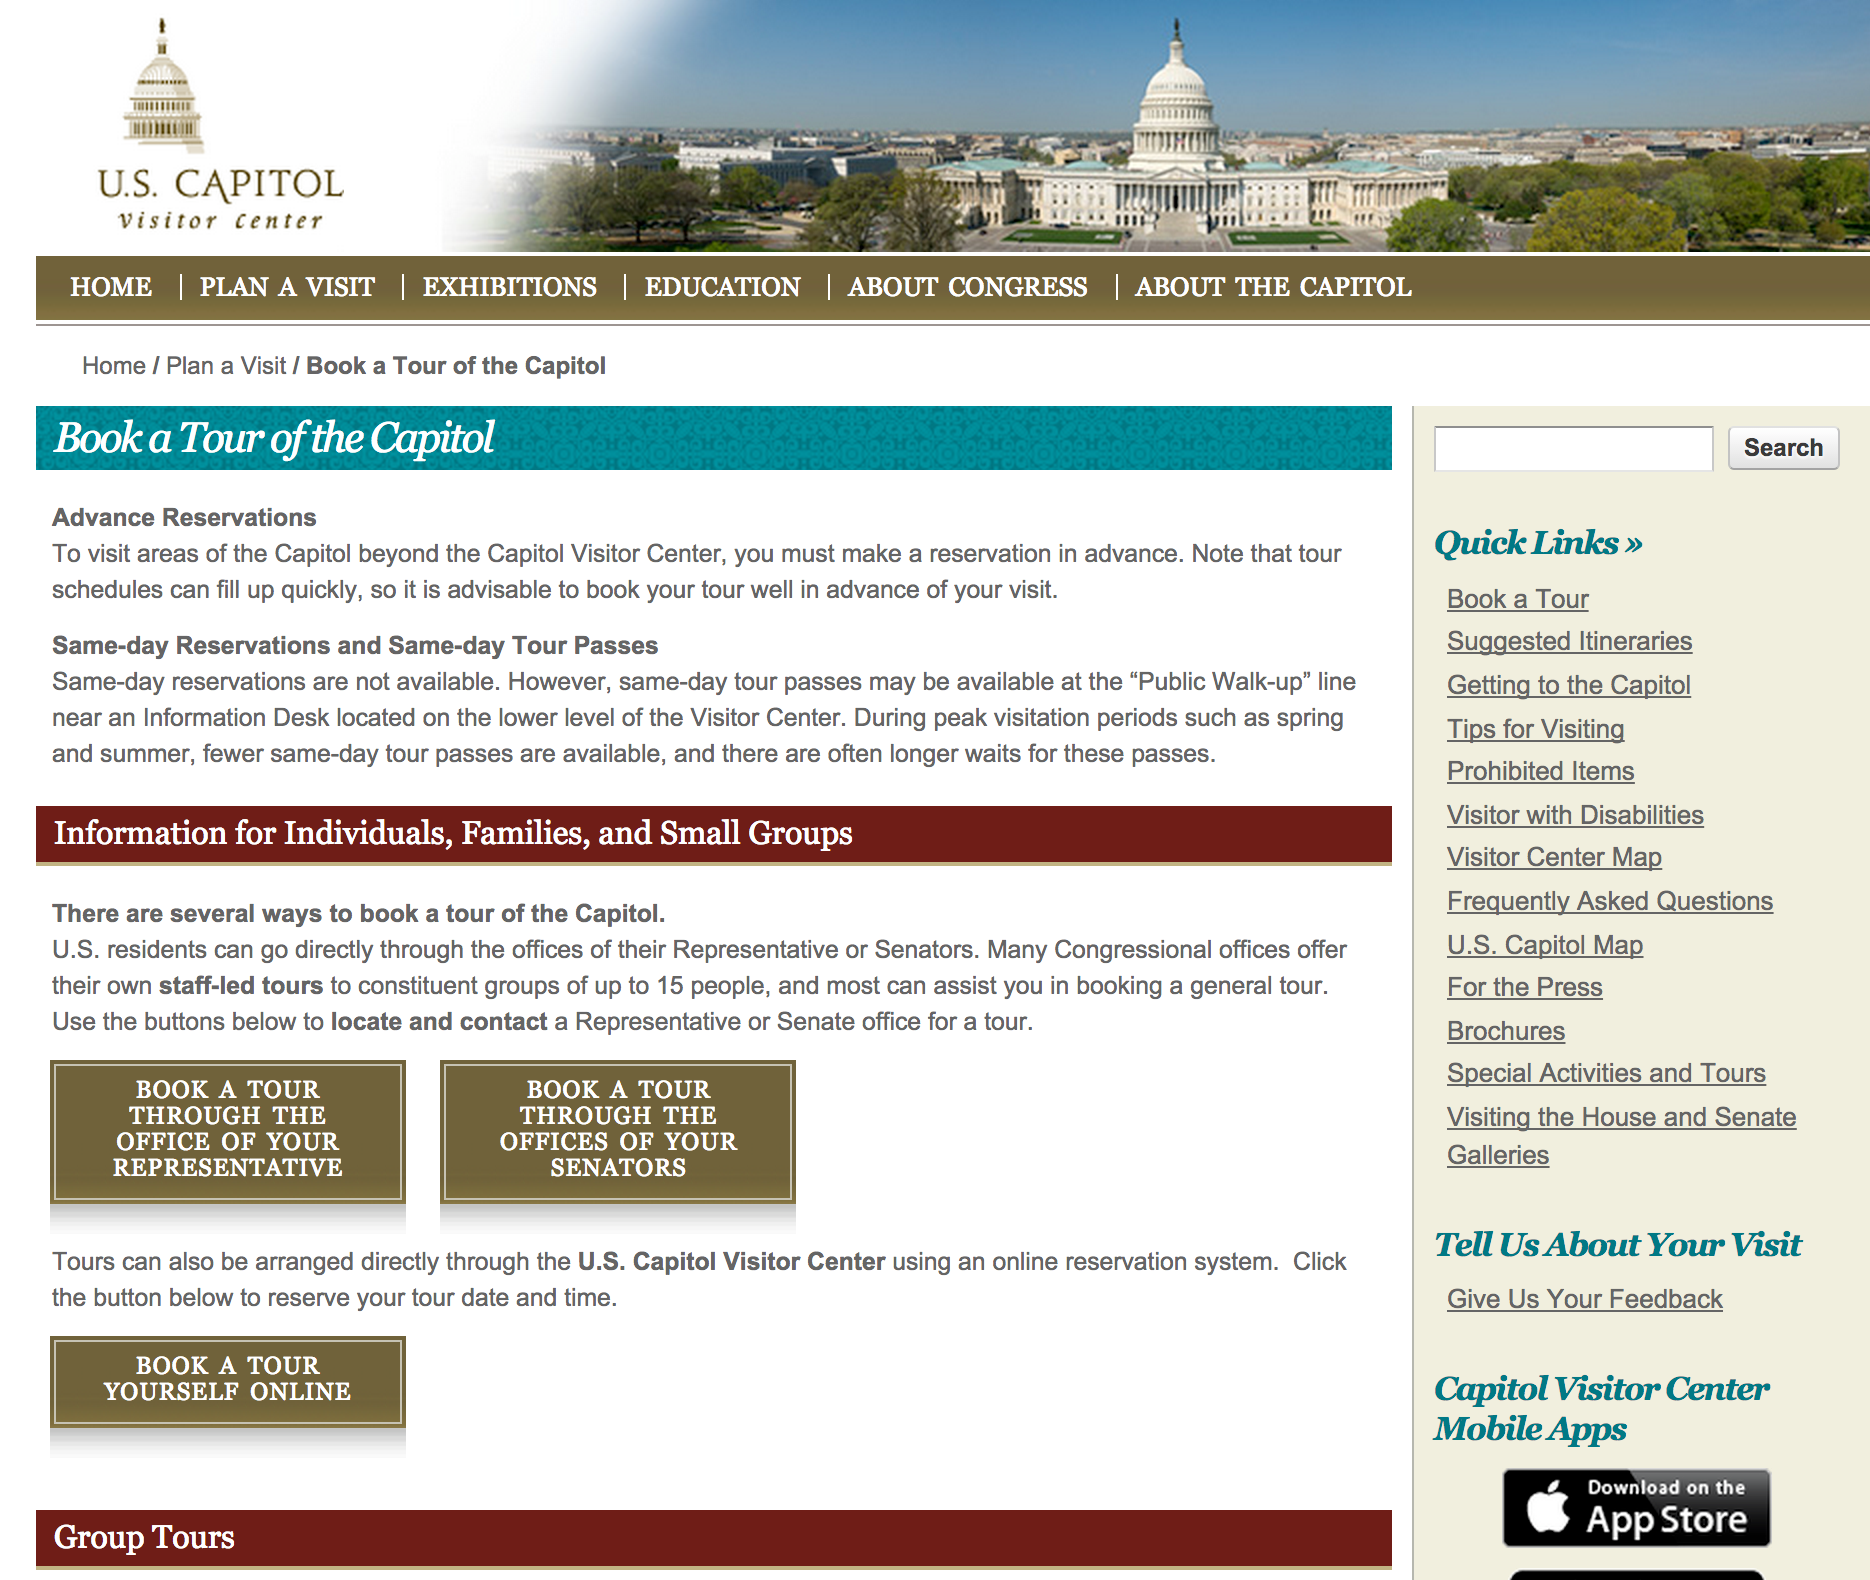 U.S. CAPITOL
Visitor Center
HOME
PLAN A VISIT
EXHIBITIONS
EDUCATION
ABOUT CONGRESS
ABOUT THE CAPITOL
Home / Plan a Visit / Book a Tour of the Capitol
Book a Tour of the Capitol
Advance Reservations
To visit areas of the Capitol beyond the Capitol Visitor Center, you must make a reservation in advance. Note that tour
schedules can fill up quickly, so it is advisable to book your tour well in advance of your visit.
Same-day Reservations and Same-day Tour Passes
Same-day reservations are not available. However, same-day tour passes may be available at the “Public Walk-up” line
near an Information Desk located on the lower level of the Visitor Center. During peak visitation periods such as spring
and summer, fewer same-day tour passes are available, and there are often longer waits for these passes.
Information for Individuals, Families, and Small Groups
There are several ways to book a tour of the Capitol.
U.S. residents can go directly through the offices of their Representative or Senators. Many Congressional offices offer
their own staff-led tours to constituent groups of up to 15 people, and most can assist you in booking a general tour.
Use the buttons below to locate and contact a Representative or Senate office for a tour.
BOOK A TOUR
THROUGH THE
OFFICE OF YOUR
REPRESENTATIVE
BOOK A TOUR
THROUGH THE
OFFICES OF YOUR
SENATORS
Tours can also be arranged directly through the U.S. Capitol Visitor Center using an online reservation system.  Click
the button below to reserve your tour date and time.
BOOK A TOUR
YOURSELF ONLINE
Group Tours
Search
Quick Links »
Book a Tour
Suggested Itineraries
Getting to the Capitol
Tips for Visiting
Prohibited Items
Visitor with Disabilities
Visitor Center Map
Frequently Asked Questions
U.S. Capitol Map
For the Press
Brochures
Special Activities and Tours
Visiting the House and Senate
Galleries
Tell Us About Your Visit
Give Us Your Feedback
Capitol Visitor Center
Mobile Apps
Download on the
App Store